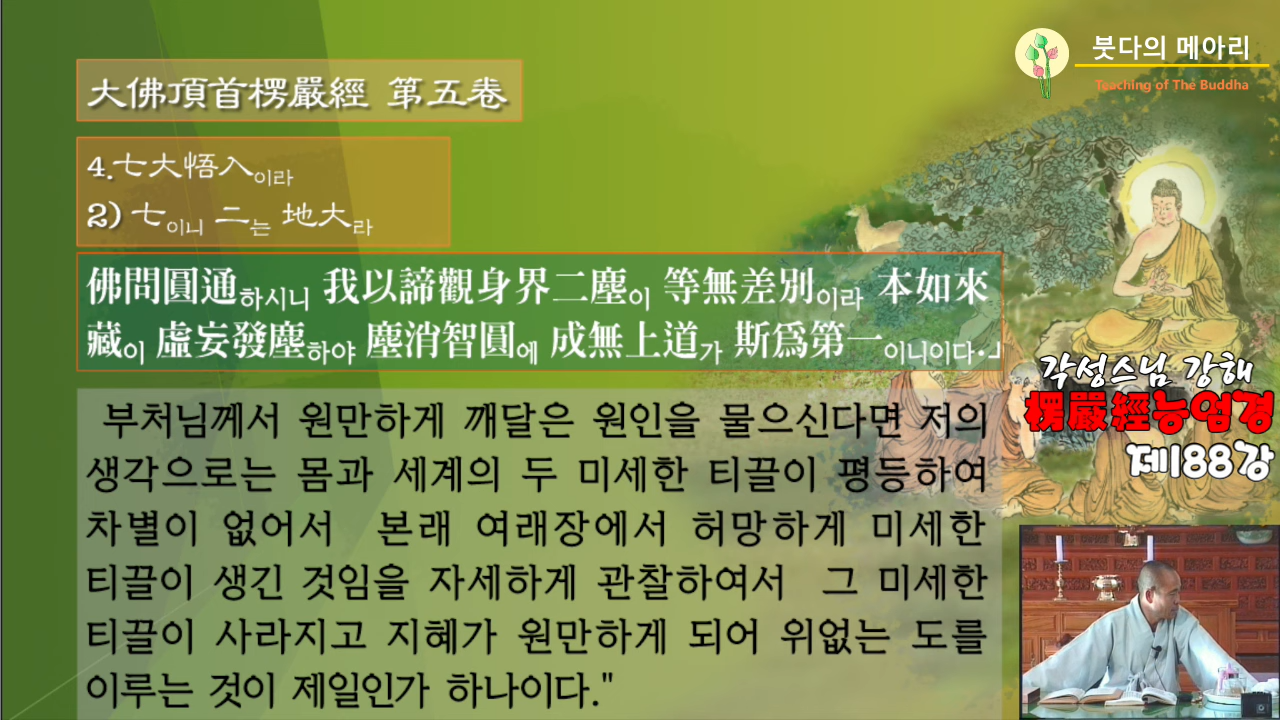 붓다의 메아리
Teaching of The Buddha
大佛頂首楞嚴經 第五卷
4.七大悟入이라
2) 七이니 二는 地大라
佛問圓通하시니 我以諦觀身界二塵이 等無差別이라 本如來
藏이 虛妄發塵하야 塵消智圓에 成無上道가 斯爲第一이니이다.」
부처님께서 원만하게 깨달은 원인을 물으신다면 저의
생각으로는 몸과 세계의 두 미세한 티끌이 평등하여
차별이 없어서 본래 여래장에서 허망하게 미세한
티끌이 생긴 것임을 자세하게 관찰하여서 그 미세한
티끌이 사라지고 지혜가 원만하게 되어 위없는 도를
이루는 것이 제일인가 하나이다."
각성스님 강해
楞嚴經능엄경
제188강